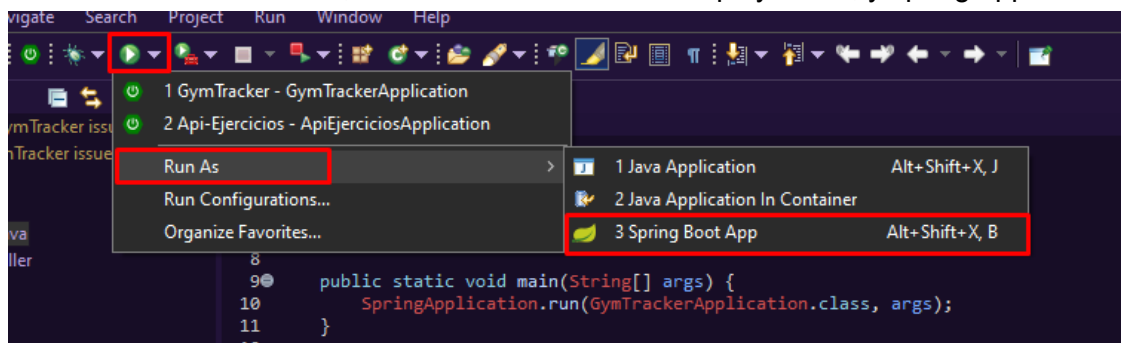 vigate Search Project Run Window Help
1 GymTracker - GymTrackerApplication
2 Api-Ejercicios - ApiEjerciciosApplication
ymTracker issu
nTracker issue
Run As
1 Java Application Alt+Shift+X, J
Run Configurations...
2 Java Application In Container
va
Organize Favorites...
3 Spring Boot App Alt+Shift+X, B
ller
8
9 public static void main(String[] args) {
10 SpringApplication.run(GymTrackerApplication.class, args);
11 }